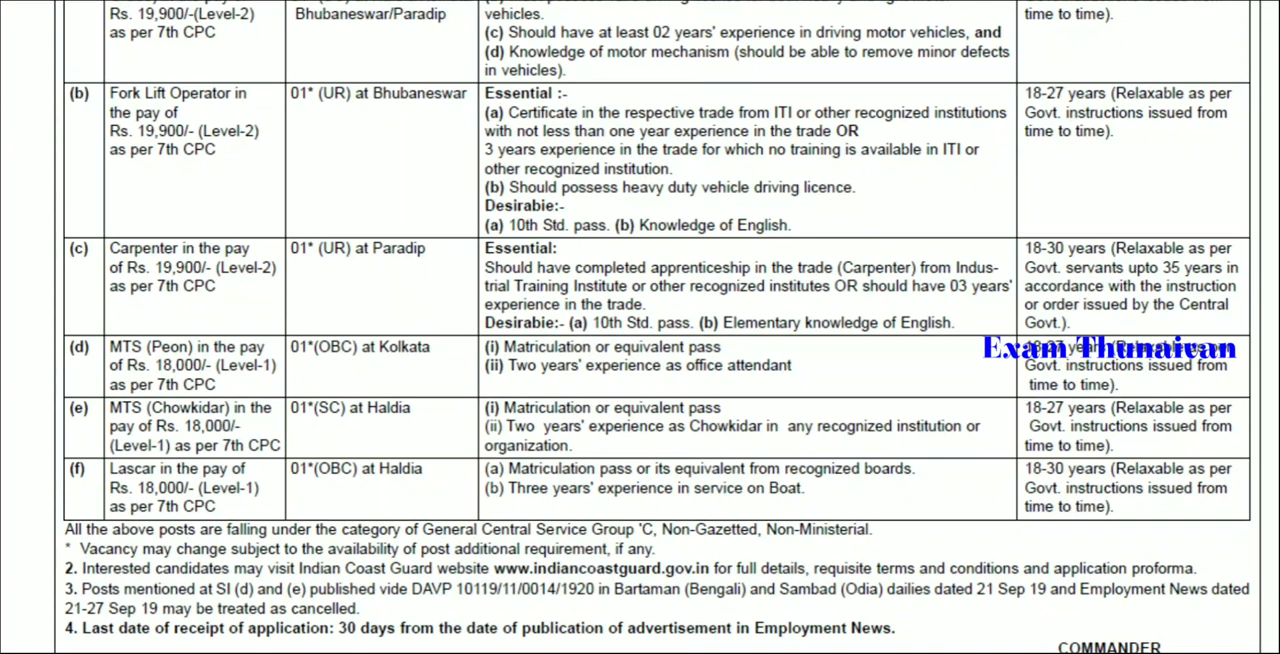 Rs. 19,900/-(Level-2)
as per 7th CPC
Bhubaneswar/Paradip
vehicles.
(c) Should have at least 02 years' experience in driving motor vehicles, and
(d) Knowledge of motor mechanism (should be able to remove minor defects
in vehicles).
time to time).
(b)
Fork Lift Operator in
the pay of
Rs. 19,900/- (Level-2)
as per 7th CPC
01* (UR) at Bhubaneswar
Essential :-
(a) Certificate in the respective trade from ITI or other recognized institutions
with not less than one year experience in the trade OR
3 years experience in the trade for which no training is available in ITI or
other recognized institution.
(b) Should possess heavy duty vehicle driving licence.
Desirable:-
(a) 10th Std. pass. (b) Knowledge of English.
18-27 years (Relaxable as per
Govt. instructions issued from
time to time).
(c)
Carpenter in the pay
of Rs. 19,900/- (Level-2)
as per 7th CPC
01* (UR) at Paradip
Essential:
Should have completed apprenticeship in the trade (Carpenter) from Indus-
trial Training Institute or other recognized institutes OR should have 03 years'
experience in the trade.
Desirable:- (a) 10th Std. pass. (b) Elementary knowledge of English.
18-30 years (Relaxable as per
Govt. servants upto 35 years in
accordance with the instruction
or order issued by the Central
Govt.).
(d)
MTS (Peon) in the pay
of Rs. 18,000/- (Level-1)
as per 7th CPC
01*(OBC) at Kolkata
(i) Matriculation or equivalent pass
(ii) Two years' experience as office attendant
18-27 years (Relaxable as per
Exam Thunaivan
Govt. instructions issued from
time to time).
(e)
MTS (Chowkidar) in the
pay of Rs. 18,000/-
(Level-1) as per 7th CPC
01*(SC) at Haldia
(i) Matriculation or equivalent pass
(ii) Two years' experience as Chowkidar in any recognized institution or
organization.
18-27 years (Relaxable as per
Govt. instructions issued from
time to time).
(f)
Lascar in the pay of
Rs. 18,000/- (Level-1)
as per 7th CPC
01*(OBC) at Haldia
(a) Matriculation pass or its equivalent from recognized boards.
(b) Three years' experience in service on Boat.
18-30 years (Relaxable as per
Govt. instructions issued from
time to time).
All the above posts are falling under the category of General Central Service Group 'C, Non-Gazetted, Non-Ministerial.
* Vacancy may change subject to the availability of post additional requirement, if any.
2. Interested candidates may visit Indian Coast Guard website www.indiancoastguard.gov.in for full details, requisite terms and conditions and application proforma.
3. Posts mentioned at SI (d) and (e) published vide DAVP 10119/11/0014/1920 in Bartaman (Bengali) and Sambad (Odia) dailies dated 21 Sep 19 and Employment News dated
21-27 Sep 19 may be treated as cancelled.
4. Last date of receipt of application: 30 days from the date of publication of advertisement in Employment News.
COMMANDER